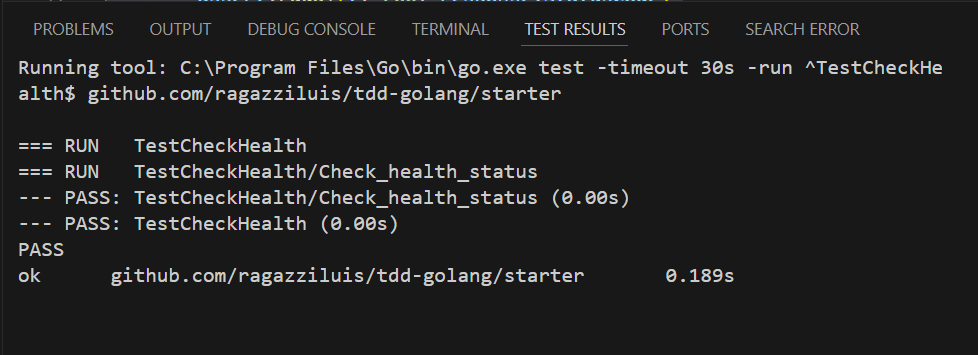 PROBLEMS OUTPUT DEBUG CONSOLE TERMINAL TEST RESULTS PORTS SEARCH ERROR
Running tool: C:\Program Files\Go\bin\go.exe test -timeout 30s -run ^TestCheckHe
alth$ github.com/ragazziluis/tdd-golang/starter
=== RUN   TestCheckHealth
=== RUN   TestCheckHealth/Check_health_status
--- PASS: TestCheckHealth/Check_health_status (0.00s)
--- PASS: TestCheckHealth (0.00s)
PASS
ok      github.com/ragazziluis/tdd-golang/starter       0.189s